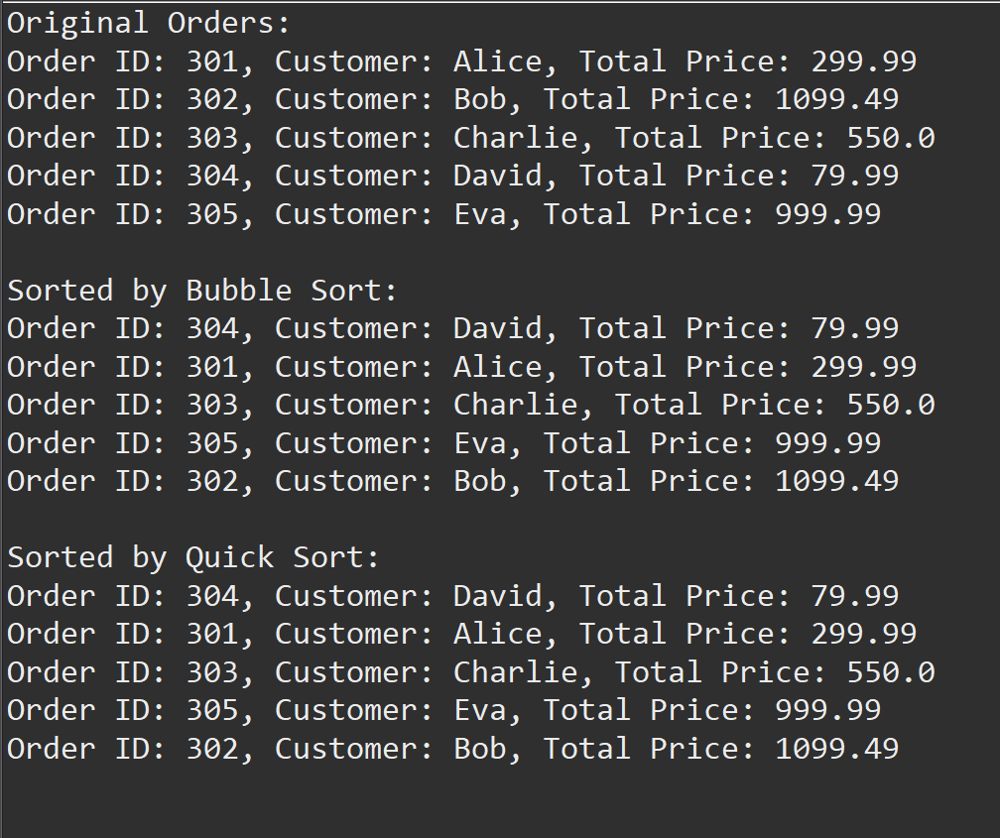 Original Orders:
Order ID: 301, Customer: Alice, Total Price: 299.99
Order ID: 302, Customer: Bob, Total Price: 1099.49
Order ID: 303, Customer: Charlie, Total Price: 550.0
Order ID: 304, Customer: David, Total Price: 79.99
Order ID: 305, Customer: Eva, Total Price: 999.99

Sorted by Bubble Sort:
Order ID: 304, Customer: David, Total Price: 79.99
Order ID: 301, Customer: Alice, Total Price: 299.99
Order ID: 303, Customer: Charlie, Total Price: 550.0
Order ID: 305, Customer: Eva, Total Price: 999.99
Order ID: 302, Customer: Bob, Total Price: 1099.49

Sorted by Quick Sort:
Order ID: 304, Customer: David, Total Price: 79.99
Order ID: 301, Customer: Alice, Total Price: 299.99
Order ID: 303, Customer: Charlie, Total Price: 550.0
Order ID: 305, Customer: Eva, Total Price: 999.99
Order ID: 302, Customer: Bob, Total Price: 1099.49